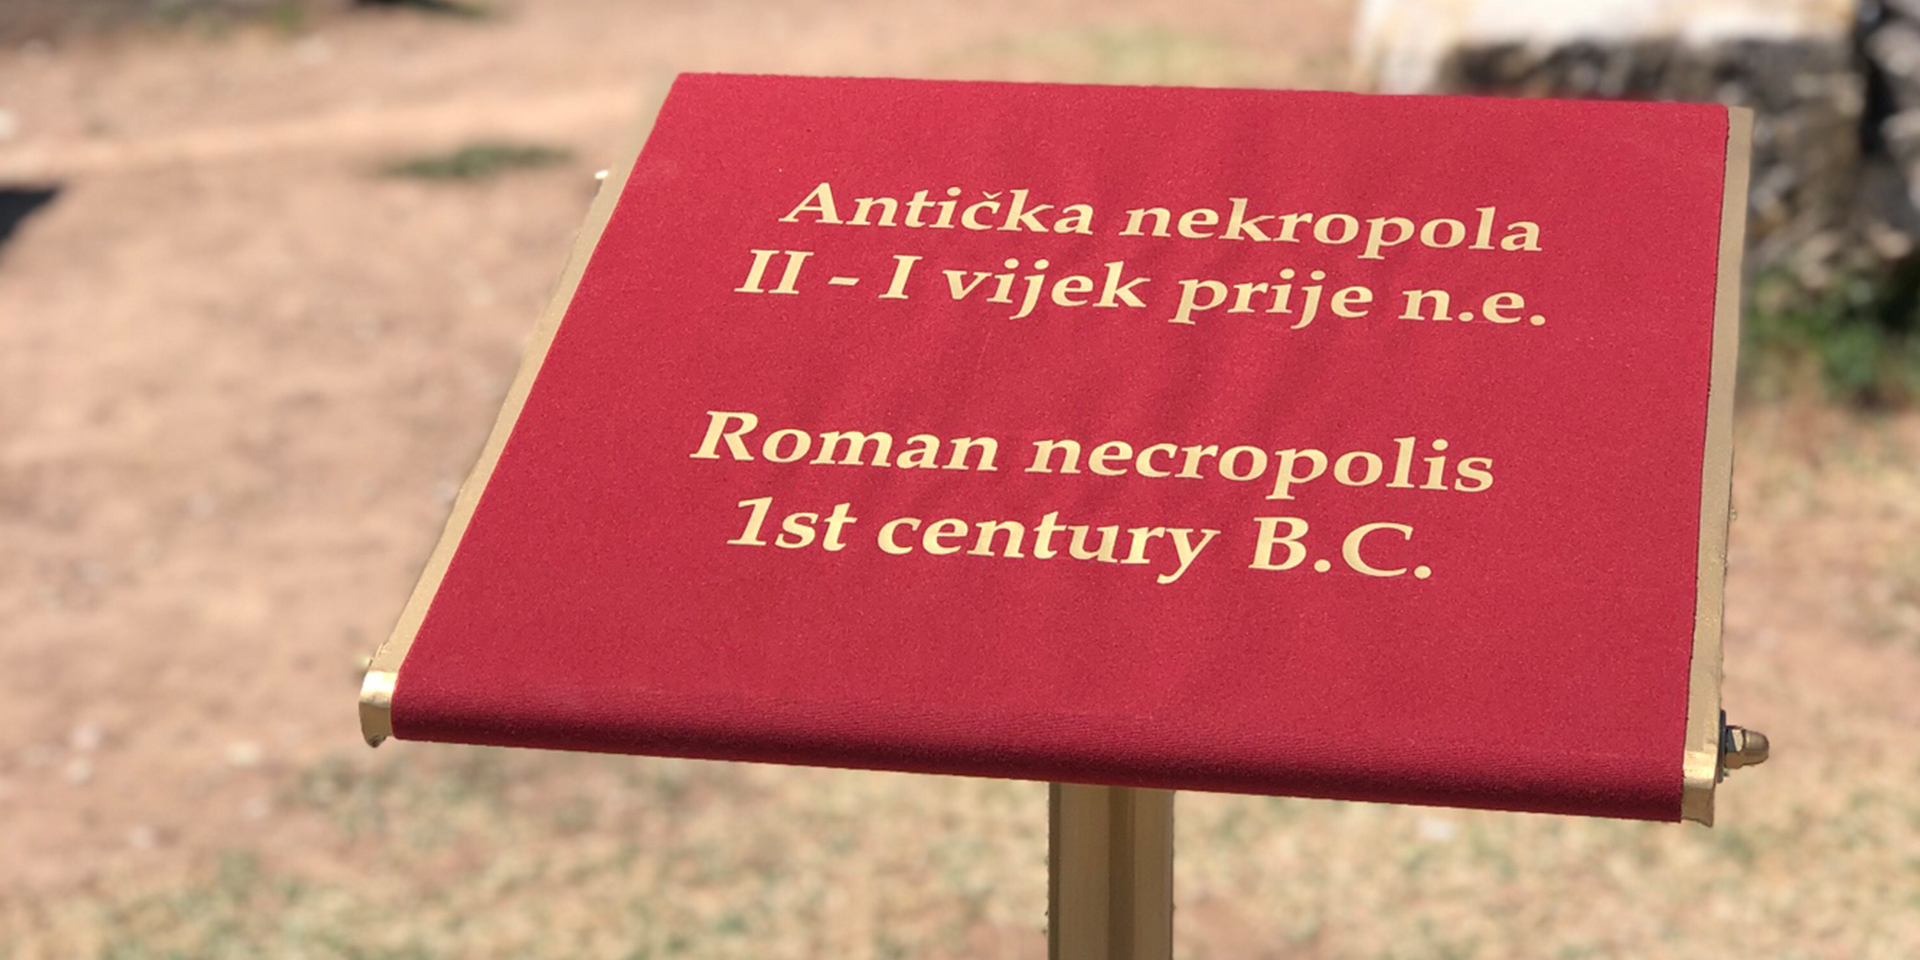 Antička nekropola
II - I vijek prije n.e.
Roman necropolis
1st century B.C.